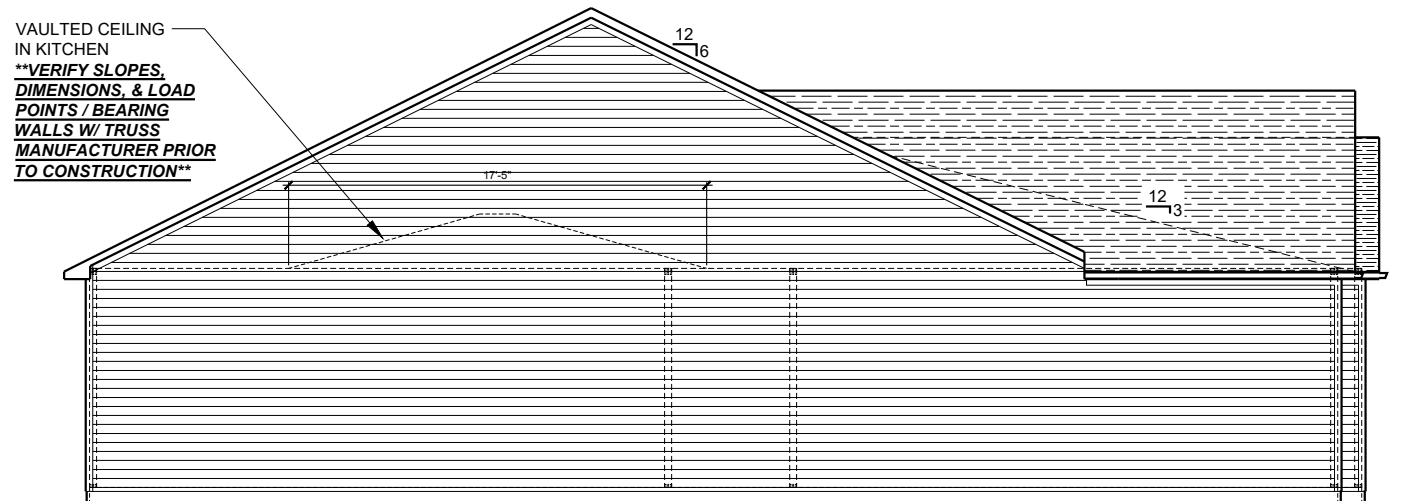 VAULTED CEILING
IN KITCHEN
**VERIFY SLOPES,
DIMENSIONS, & LOAD
POINTS / BEARING
WALLS W/ TRUSS
MANUFACTURER PRIOR
TO CONSTRUCTION**
12
6
17'-5"
12
3